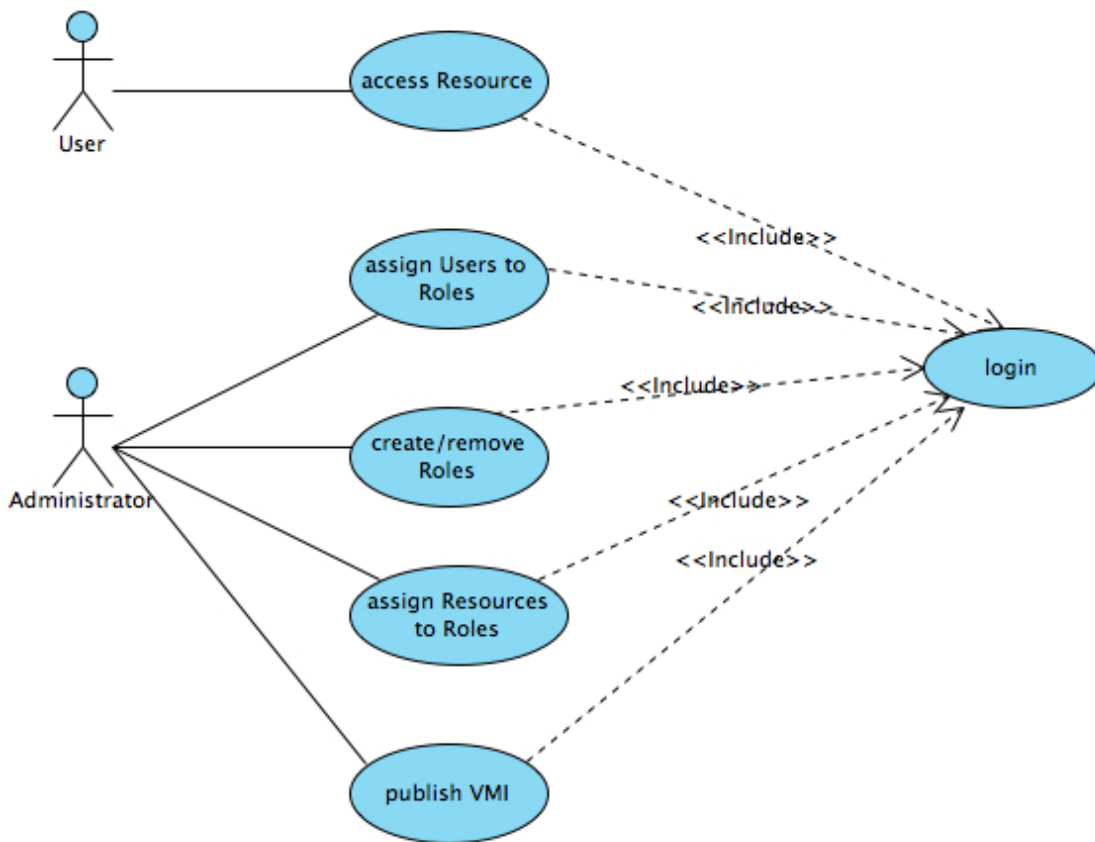 access Resource
User
<<Include>>
assign Users to
Roles
<<Include>>
login
<<Include>>
create/remove
Roles
Administrator
<<Include>>
<<Include>>
assign Resources
to Roles
publish VMI